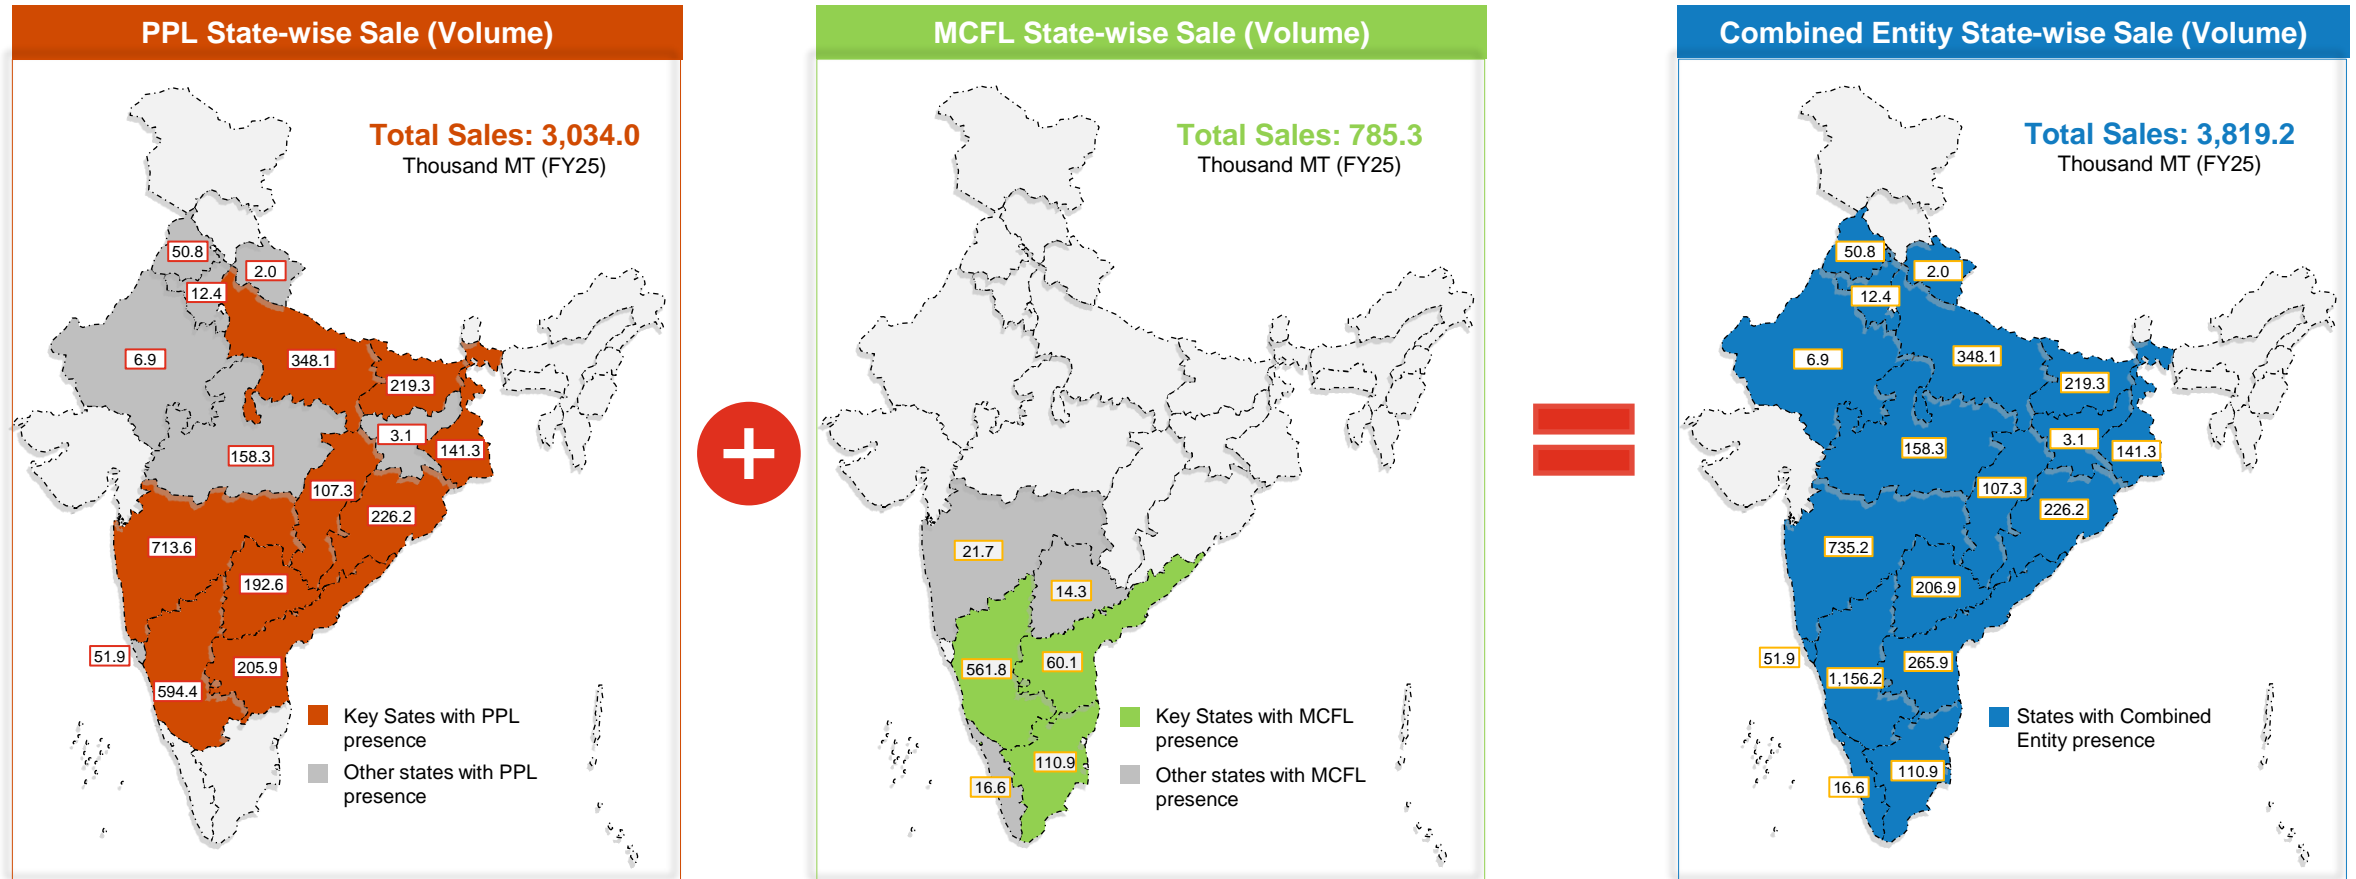 PPL State-wise Sale (Volume)
Total Sales: 3,034.0
Thousand MT (FY25)
50.8
2.0
12.4
6.9
348.1
219.3
3.1
141.3
158.3
107.3
226.2
713.6
192.6
51.9
205.9
594.4
Key Sates with PPL
presence
Other states with PPL
presence
+
MCFL State-wise Sale (Volume)
Total Sales: 785.3
Thousand MT (FY25)
21.7
14.3
561.8
60.1
110.9
16.6
Key States with MCFL
presence
Other states with MCFL
presence
=
Combined Entity State-wise Sale (Volume)
Total Sales: 3,819.2
Thousand MT (FY25)
50.8
2.0
12.4
6.9
348.1
219.3
3.1
141.3
158.3
107.3
226.2
735.2
206.9
51.9
265.9
1,156.2
110.9
16.6
States with Combined
Entity presence